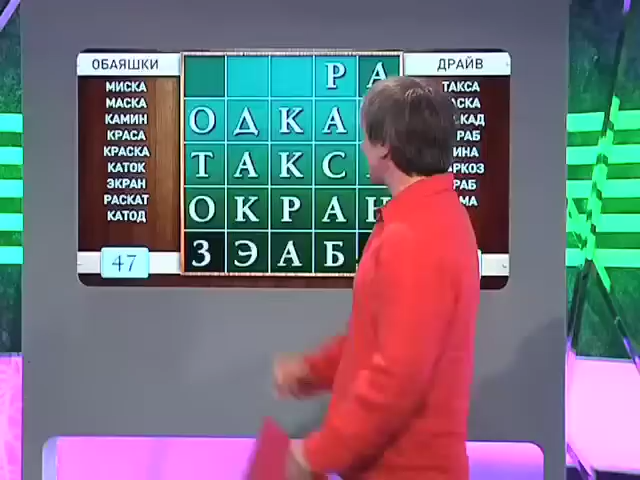 ОБАЯШКИ
МИСКА
МАСКА
КАМИН
КРАСА
КРАСКА
КАТОК
ЭКРАН
РАСКАТ
КАТОД
47
Р А
О Д К А
Т А К С
О К Р А Н
З Э А Б
ДРАЙВ
ТАКСА